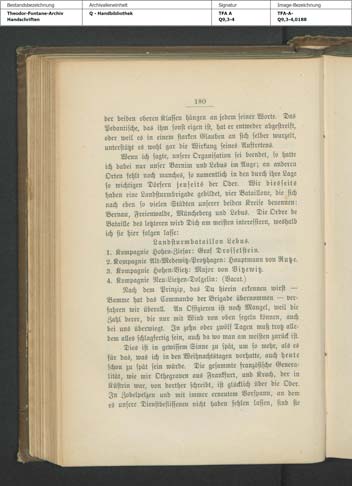 Bestandsbezeichnung
Archivalieneinheit
Signatur
Image-Bezeichnung
Theodor-Fontane-Archiv
Handschriften
Q - Handbibliothek
TFA A
Q9,3-4
TFA-A-
Q9,3-4,0188
180
der beiden oberen Klassen hängen an jedem seiner Worte. Das
Pedantische, das ihm sonst eigen ist, hat er entweder abgestreift,
oder weil es in einem starken Glauben an sich selber wurzelt,
unterstützt es wohl gar die Wirkung seines Auftretens.
Wenn ich sagte, unsere Organisation sei beendet, so hatte
ich dabei nur unser Barnim und Lebus im Auge; an anderen
Orten fehlt noch manches, so namentlich in den durch ihre Lage
so wichtigen Dörfern jenseits der Oder. Wir diesseits
haben eine Landsturmbrigade gebildet, vier Bataillone, die sich
nach eben so vielen Städten unserer beiden Kreise benennen:
Bernau, Freienwalde, Müncheberg und Lebus. Die Ordre de
Bataille des letzteren wird Dich am meisten interessiren, weshalb
ich sie hier folgen lasse:
Landsturmbataillon Lebus.
1. Kompagnie Hohen-Ziesar: Graf Drosselstein.
2. Kompagnie Alt-Medewitz-Protzhagen: Hauptmann von Rutze.
3. Kompagnie Hohen-Vietz: Major von Vitzewitz.
4. Kompagnie Neu-Lietzen-Dolgelin: (Vacat.)
Nach dem Prinzip, das Du hierin erkennen wirst —
Bamme hat das Commando der Brigade übernommen — ver-
fahren wir überall. An Offizieren ist noch Mangel, weil die
Zahl derer, die nur mit Wind von oben segeln können, auch
bei uns überwiegt. In zehn oder zwölf Tagen muß trotz alle-
dem alles schlagfertig sein, auch da wo man am meisten zurück ist.
Dies ist in gewissem Sinne zu spät, um so mehr, als es
für das, was ich in den Weihnachtstagen vorhatte, auch heute
schon zu spät sein würde. Die gesammte französische Genera-
lität, wie mir Othegraven aus Frankfurt, und Krach, der in
Küstrin war, von dorther schreibt, ist glücklich über die Oder.
In Zobelpelzen und mit immer erneutem Vorspann, an dem
es unsere Dienstbeflissenen nicht haben fehlen lassen, sind sie